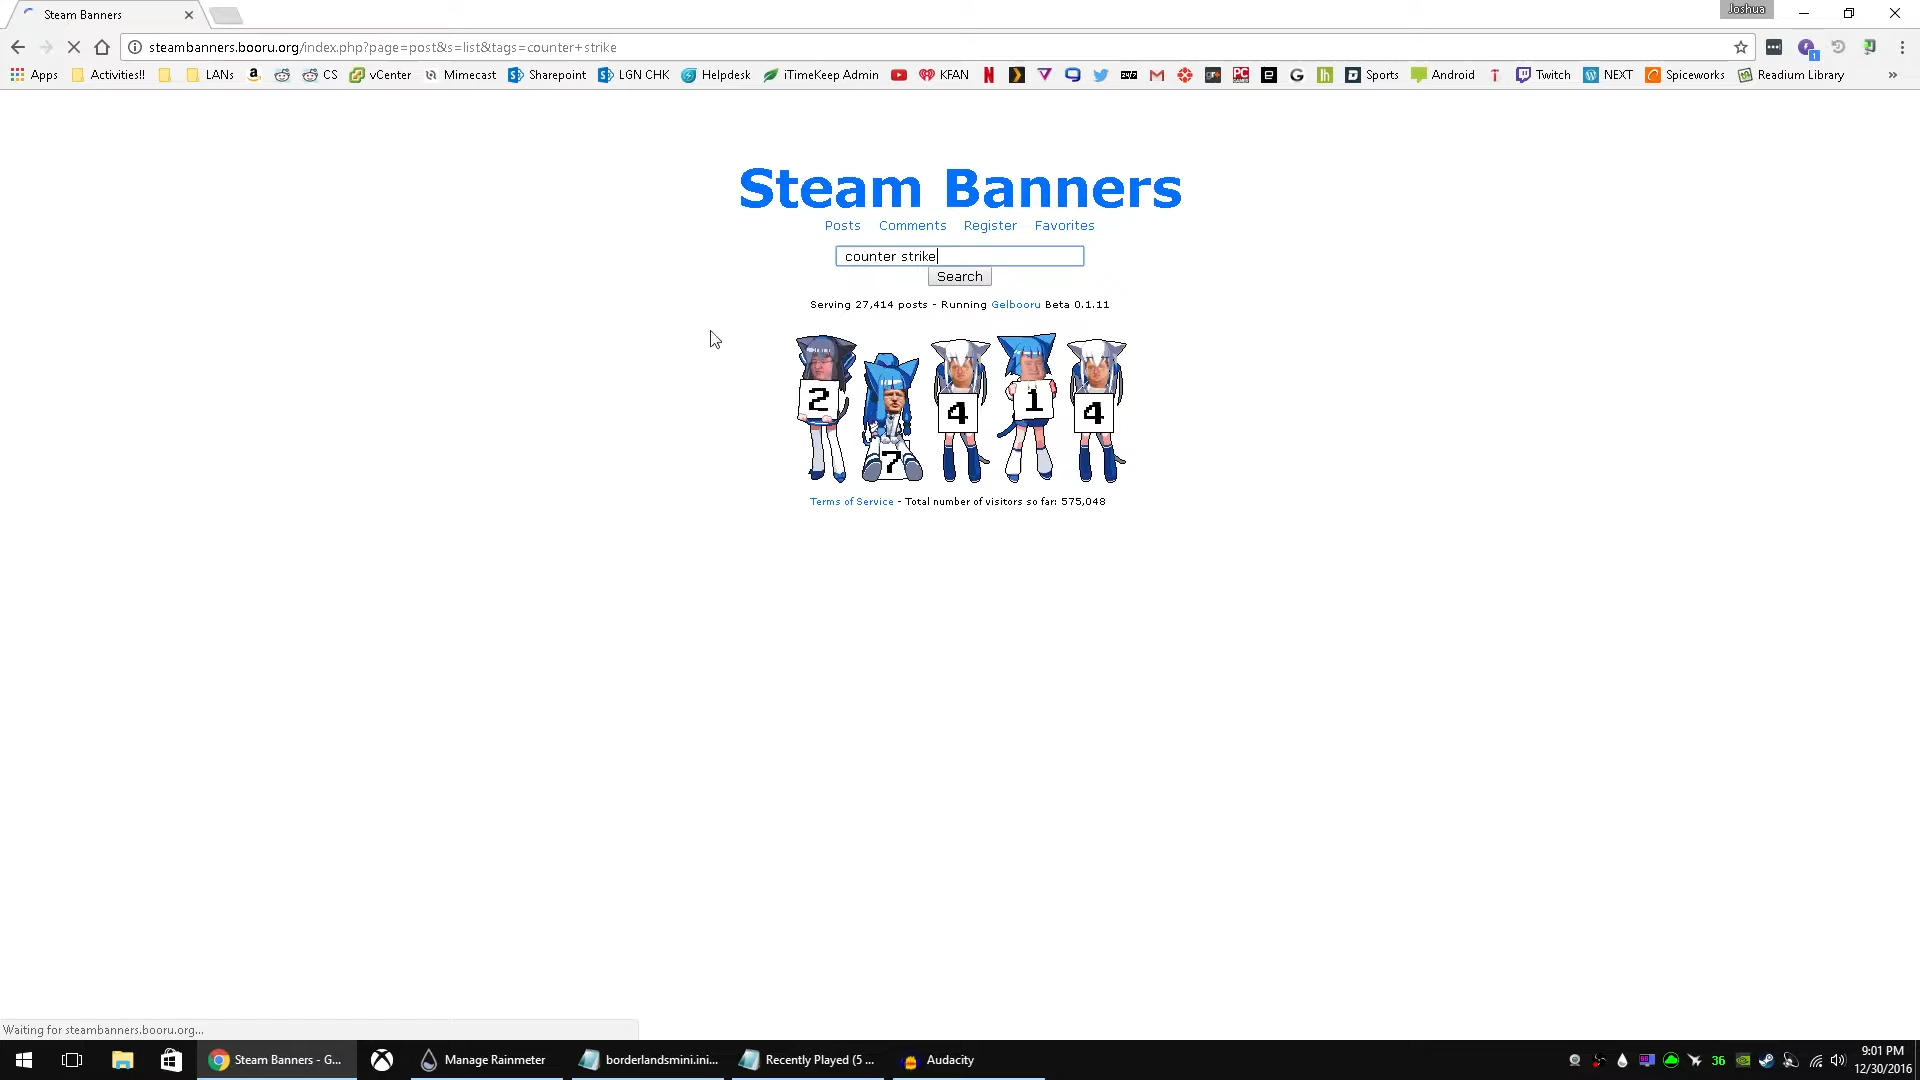 Steam Banners
Joshua
steambanners.booru.org/index.php?page=post&s=list&tags=counter+strike
Apps Activities!! LANs CS vCenter Mimecast Sharepoint LGN CHK Helpdesk iTimeKeep Admin KFAN Sports Android Twitch NEXT Spiceworks Readium Library »
Steam Banners
Posts Comments Register Favorites
counter strike
Search
Serving 27,414 posts - Running Gelbooru Beta 0.1.11
2 7 4 1 4
Terms of Service - Total number of visitors so far: 575,048
Waiting for steambanners.booru.org...
Steam Banners - G... Manage Rainmeter borderlandsmini.ini... Recently Played (5 ... Audacity
36
9:01 PM
12/30/2016